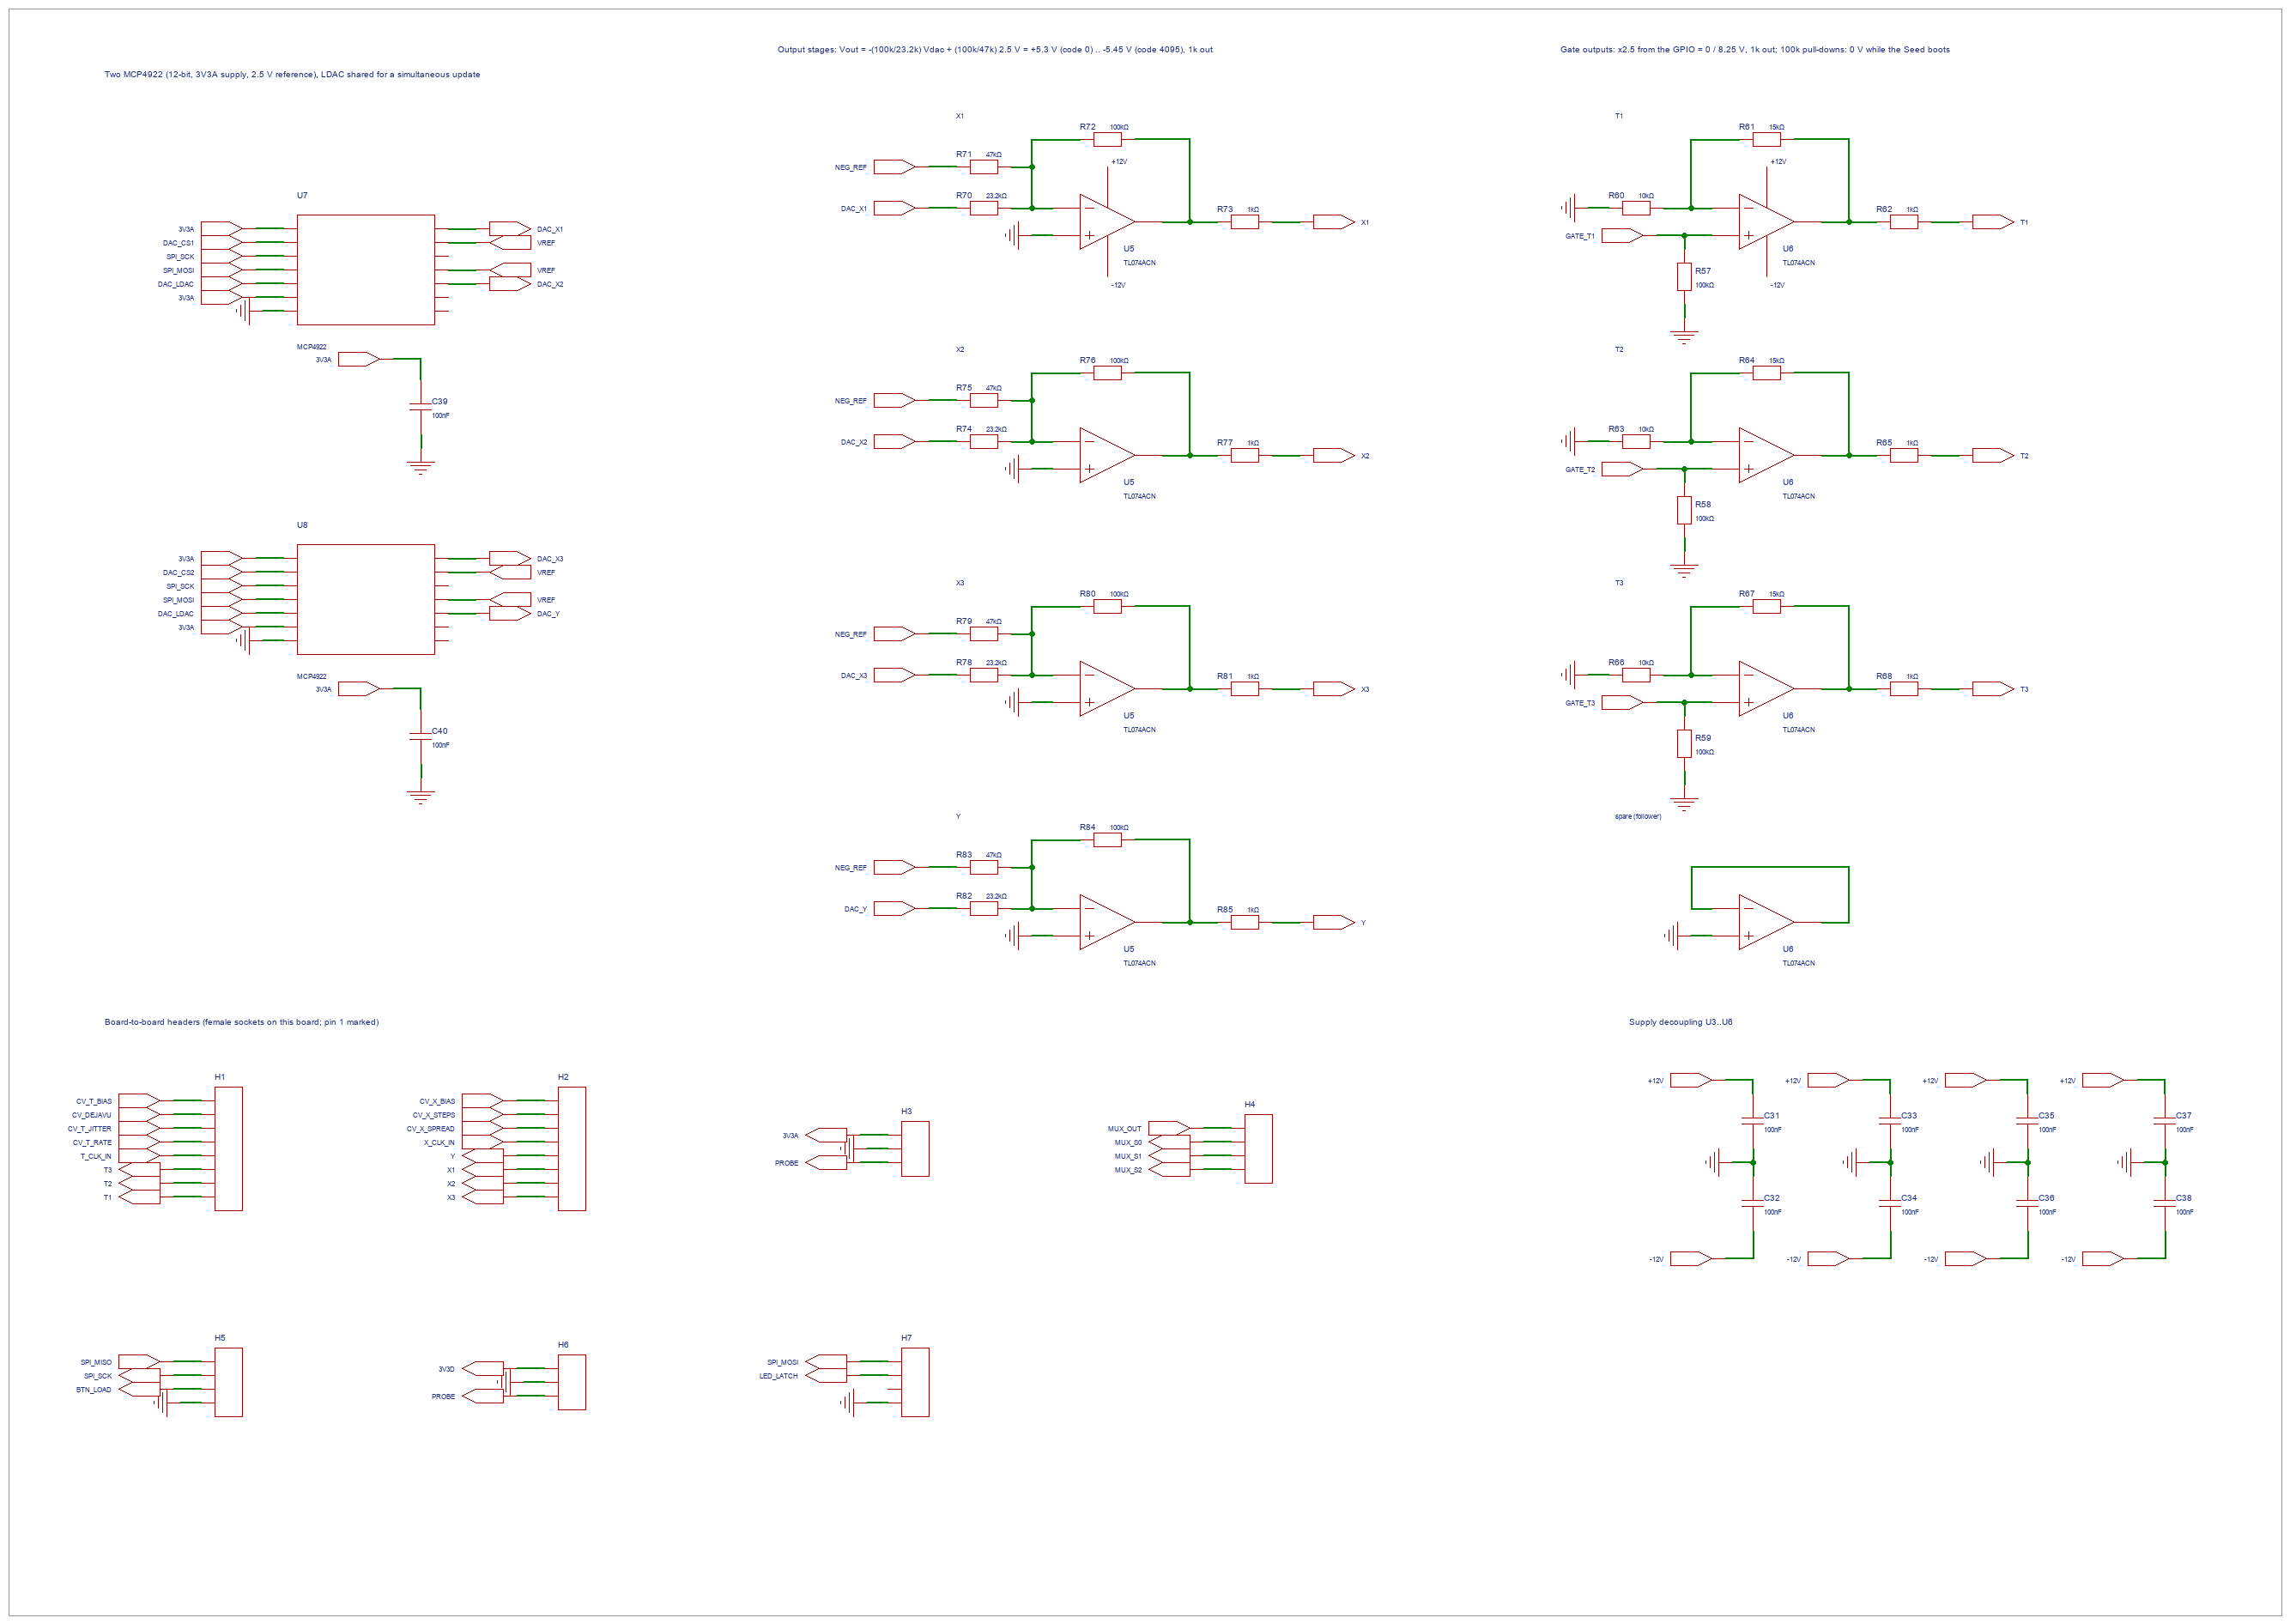 Output stages: Vout = -(100k/23.2k) Vdac + (100k/47k) 2.5 V = +5.3 V (code 0) .. -5.45 V (code 4095), 1k out
Gate outputs: x2.5 from the GPIO = 0 / 8.25 V, 1k out; 100k pull-downs: 0 V while the Seed boots
Two MCP4922 (12-bit, 3V3A supply, 2.5 V reference), LDAC shared for a simultaneous update
U7
3V3A
DAC_CS1
SPI_SCK
SPI_MOSI
DAC_LDAC
3V3A
DAC_X1
VREF
VREF
DAC_X2
MCP4922
3V3A
C39
100nF
U8
3V3A
DAC_CS2
SPI_SCK
SPI_MOSI
DAC_LDAC
3V3A
DAC_X3
VREF
VREF
DAC_Y
MCP4922
3V3A
C40
100nF
X1
R72 100kΩ
NEG_REF
R71 47kΩ
+12V
DAC_X1
R70 23.2kΩ
R73 1kΩ
X1
U5
TL074ACN
-12V
X2
R76 100kΩ
NEG_REF
R75 47kΩ
DAC_X2
R74 23.2kΩ
R77 1kΩ
X2
U5
TL074ACN
X3
R80 100kΩ
NEG_REF
R79 47kΩ
DAC_X3
R78 23.2kΩ
R81 1kΩ
X3
U5
TL074ACN
Y
R84 100kΩ
NEG_REF
R83 47kΩ
DAC_Y
R82 23.2kΩ
R85 1kΩ
Y
U5
TL074ACN
T1
R61 15kΩ
+12V
R60 10kΩ
GATE_T1
R62 1kΩ
T1
U6
TL074ACN
R57
100kΩ
-12V
T2
R64 15kΩ
R63 10kΩ
GATE_T2
R65 1kΩ
T2
U6
TL074ACN
R58
100kΩ
T3
R67 15kΩ
R66 10kΩ
GATE_T3
R68 1kΩ
T3
U6
TL074ACN
R59
100kΩ
spare (follower)
U6
TL074ACN
Board-to-board headers (female sockets on this board; pin 1 marked)
H1
CV_T_BIAS
CV_DEJAVU
CV_T_JITTER
CV_T_RATE
T_CLK_IN
T3
T2
T1
H2
CV_X_BIAS
CV_X_STEPS
CV_X_SPREAD
X_CLK_IN
Y
X1
X2
X3
H3
3V3A
PROBE
H4
MUX_OUT
MUX_S0
MUX_S1
MUX_S2
Supply decoupling U3..U6
+12V
C31
100nF
C32
100nF
-12V
+12V
C33
100nF
C34
100nF
-12V
+12V
C35
100nF
C36
100nF
-12V
+12V
C37
100nF
C38
100nF
-12V
H5
SPI_MISO
SPI_SCK
BTN_LOAD
H6
3V3D
PROBE
H7
SPI_MOSI
LED_LATCH